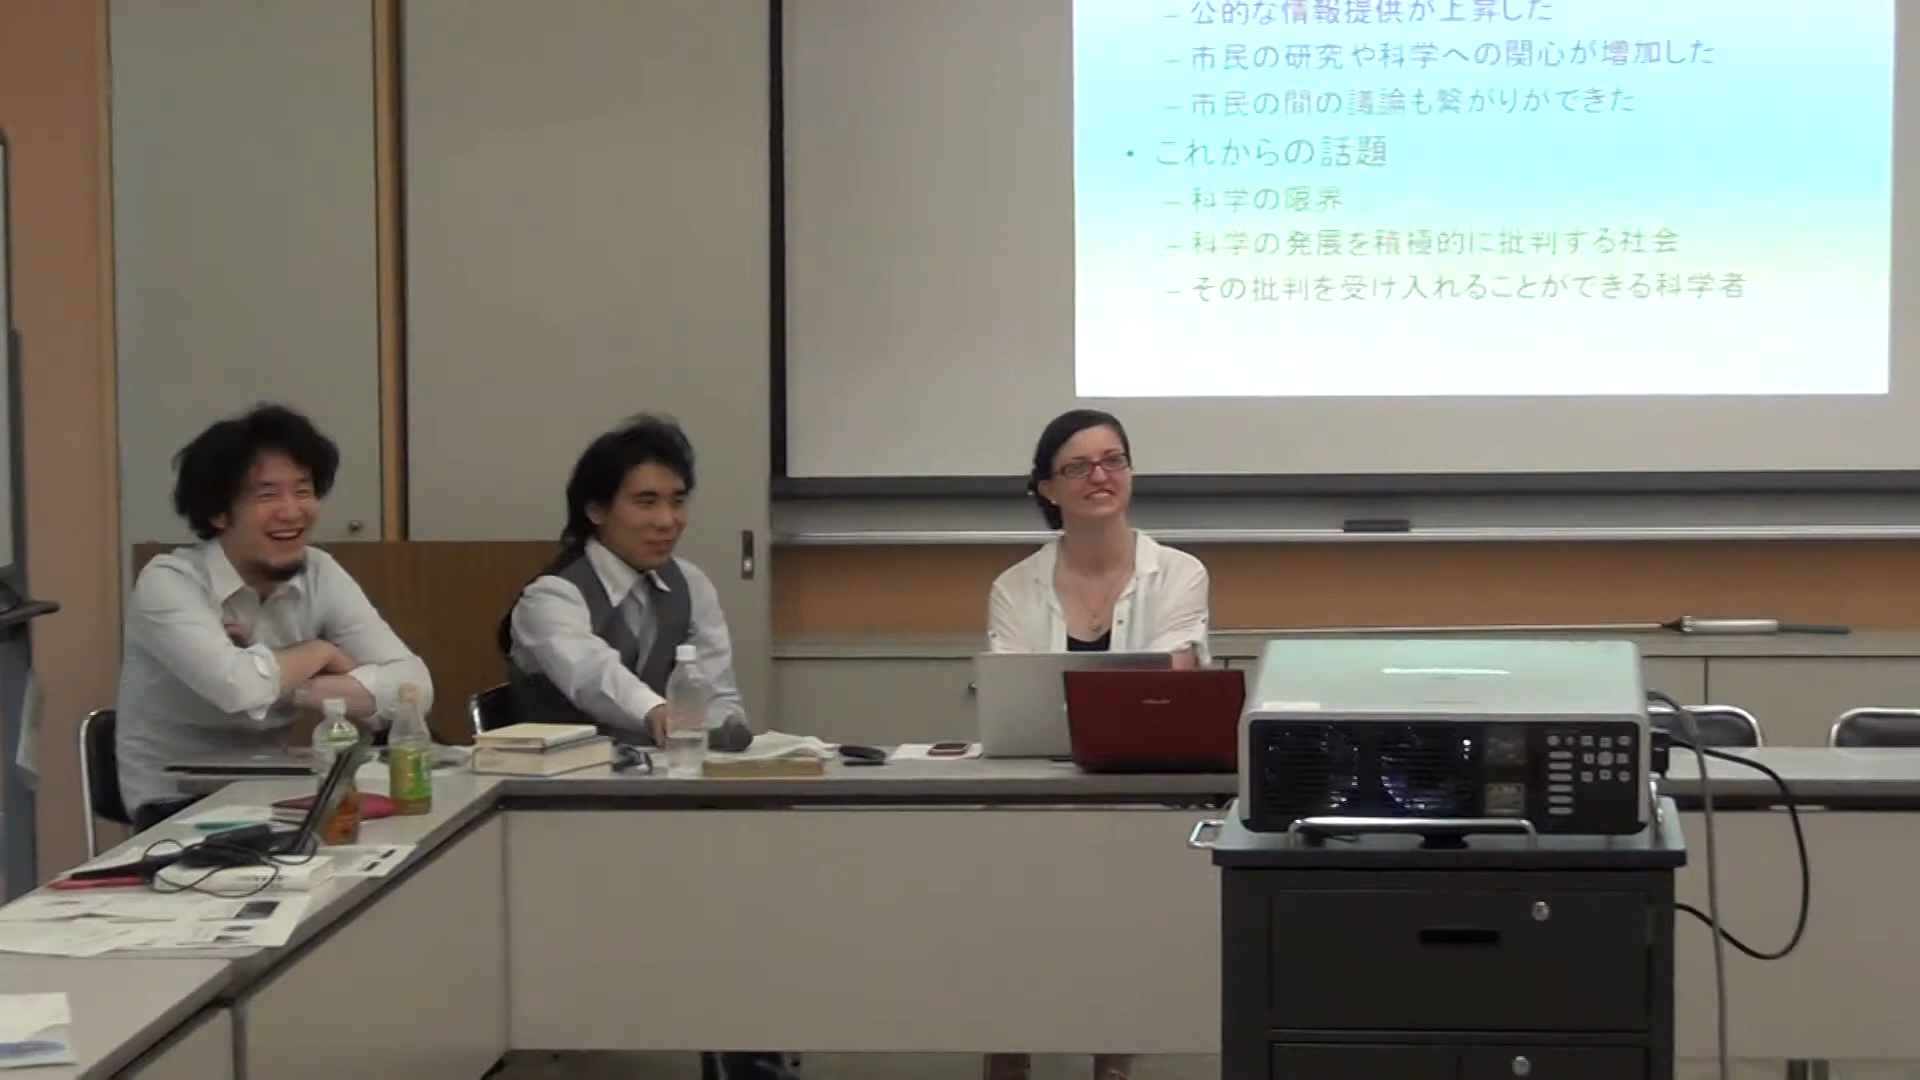 – 公的な情報提供が上昇した
– 市民の研究や科学への関心が増加した
– 市民の間の議論も繋がりができた
• これからの話題
– 科学の限界
– 科学の発展を積極的に批判する社会
– その批判を受け入れることができる科学者